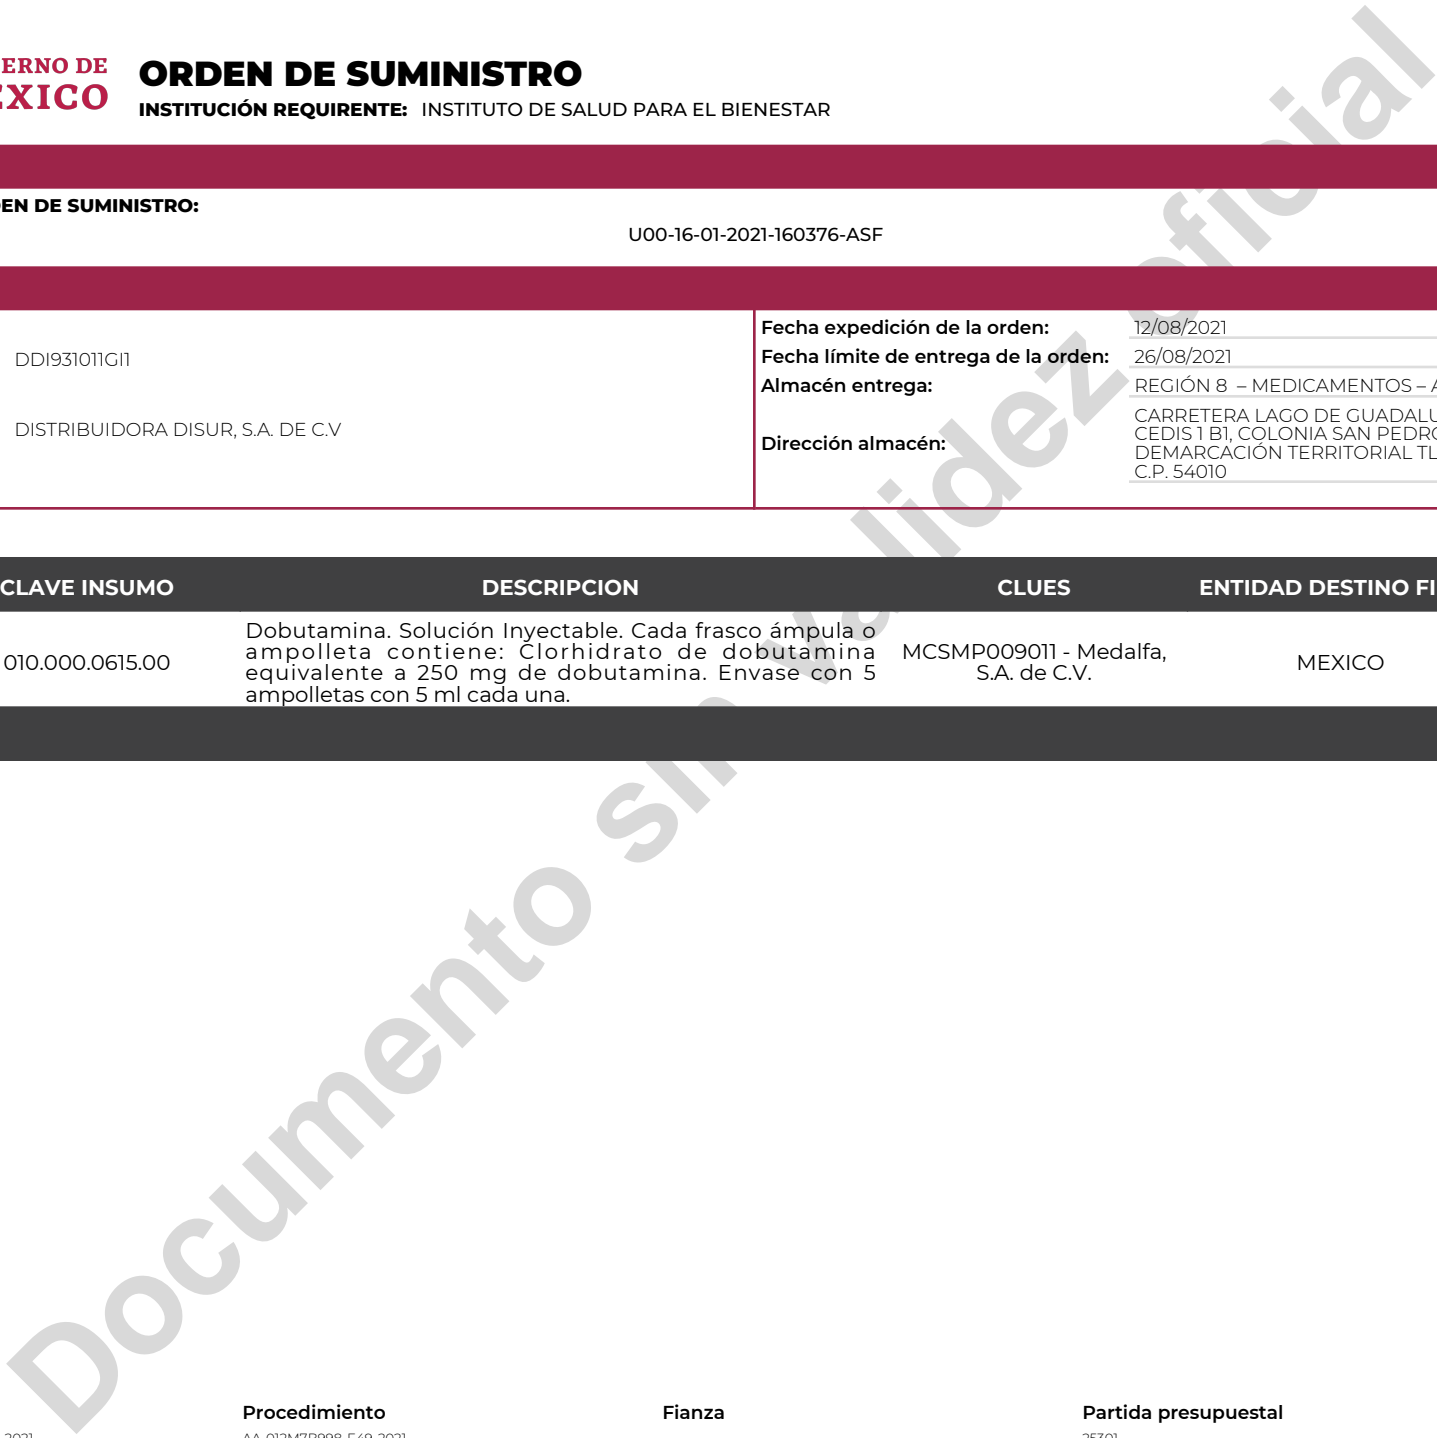 ERNO DE
ORDEN DE SUMINISTRO
EXICO
INSTITUCIÓN REQUIRENTE: INSTITUTO DE SALUD PARA EL BIENESTAR
EN DE SUMINISTRO:
U00-16-01-2021-160376-ASF
DDI931011GI1
DISTRIBUIDORA DISUR, S.A. DE C.V
Fecha expedición de la orden: 12/08/2021
Fecha límite de entrega de la orden: 26/08/2021
Almacén entrega: REGIÓN 8 – MEDICAMENTOS – A
Dirección almacén:
CARRETERA LAGO DE GUADALU
CEDIS 1 B1, COLONIA SAN PEDRO
DEMARCACIÓN TERRITORIAL TL
C.P. 54010
CLAVE INSUMO DESCRIPCION CLUES ENTIDAD DESTINO FI
010.000.0615.00
Dobutamina. Solución Inyectable. Cada frasco ámpula o
ampolleta contiene: Clorhidrato de dobutamina
equivalente a 250 mg de dobutamina. Envase con 5
ampolletas con 5 ml cada una.
MCSMP009011 - Medalfa,
S.A. de C.V.
MEXICO
Documento sin validez oficial
Procedimiento Fianza Partida presupuestal